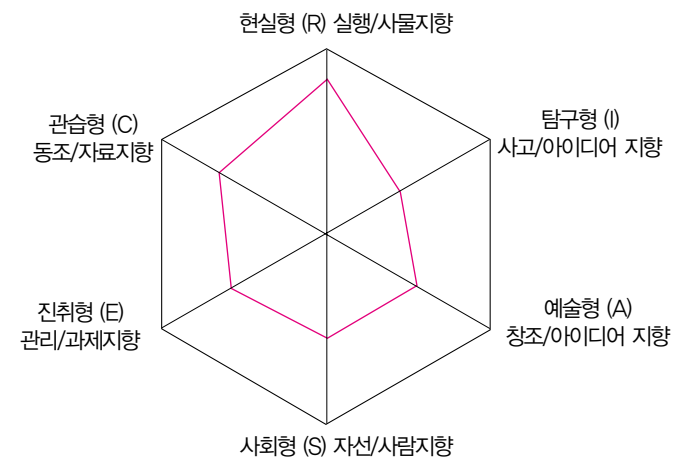 현실형 (R) 실행/사물지향
탐구형 (I)
사고/아이디어 지향
예술형 (A)
창조/아이디어 지향
사회형 (S) 자선/사람지향
진취형 (E)
관리/과제지향
관습형 (C)
동조/자료지향